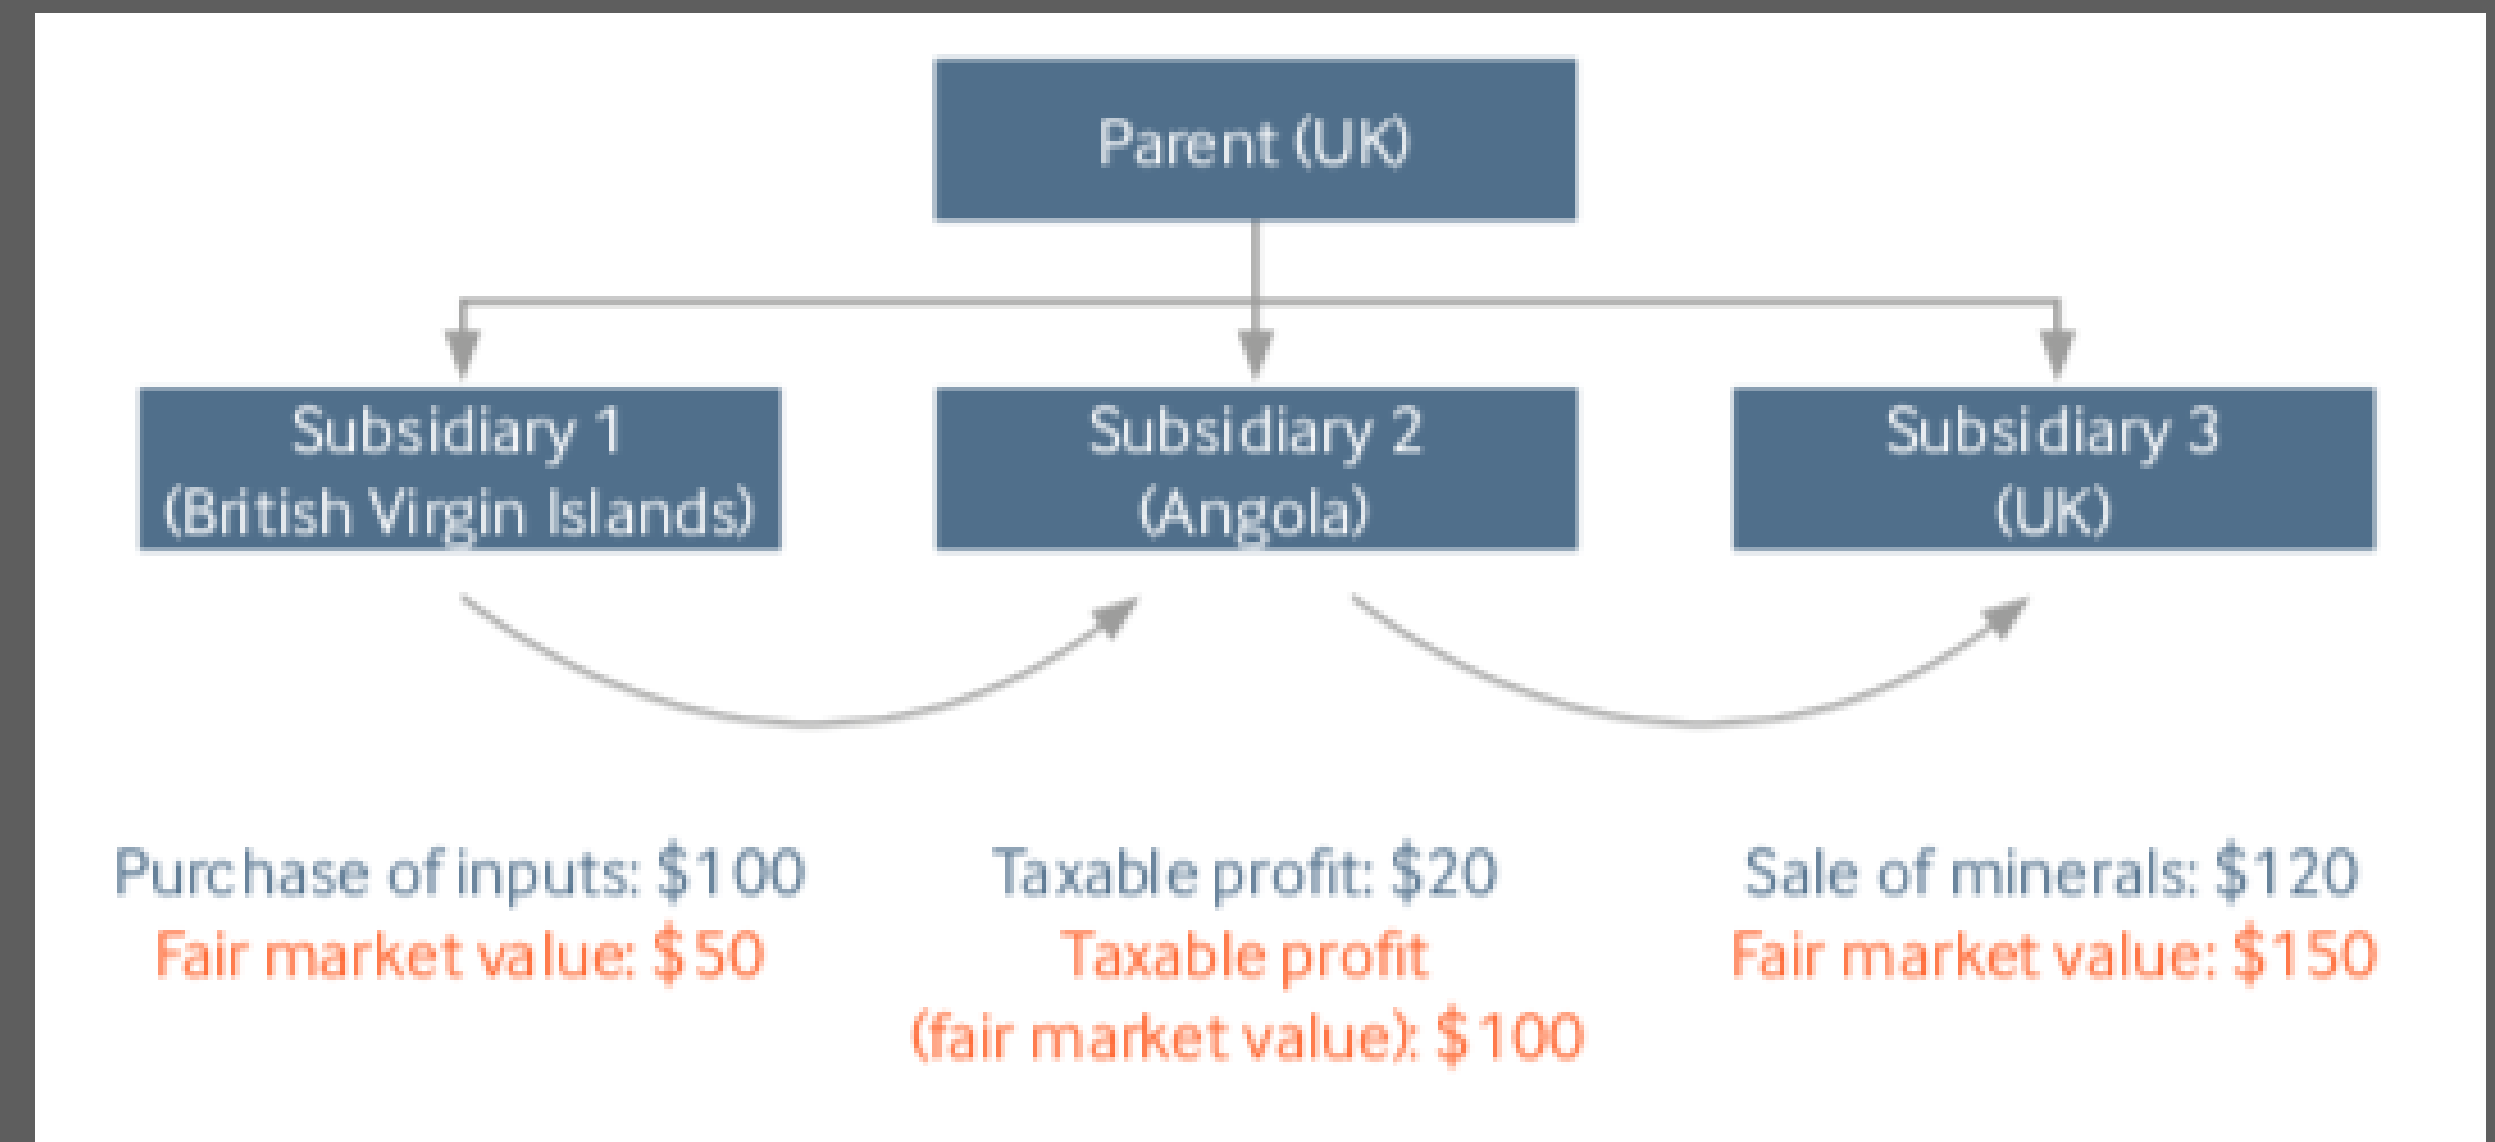 Parent (UK)
Subsidiary 1
(British Virgin Islands)
Subsidiary 2
(Angola)
Subsidiary 3
(UK)
Purchase of inputs: $100
Fair market value: $50
Taxable profit: $20
Taxable profit
(fair market value): $100
Sale of minerals: $120
Fair market value: $150